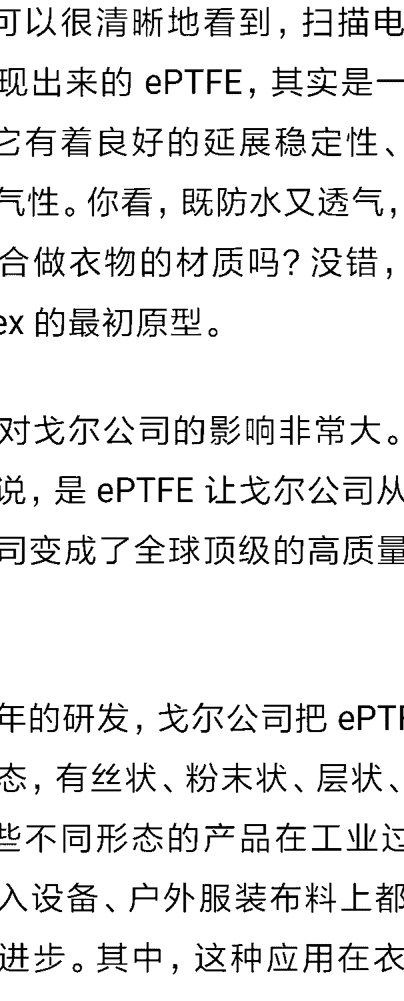 可以很清晰地看到，扫描电
现出来的 ePTFE，其实是一
它有着良好的延展稳定性、
气性。你看，既防水又透气，
合做衣物的材质吗？没错，
ex 的最初原型。
对戈尔公司的影响非常大。
说，是 ePTFE 让戈尔公司从
司变成了全球顶级的高质量
年的研发，戈尔公司把 ePTF
态，有丝状、粉末状、层状、
些不同形态的产品在工业过
入设备、户外服装布料上都
进步。其中，这种应用在衣